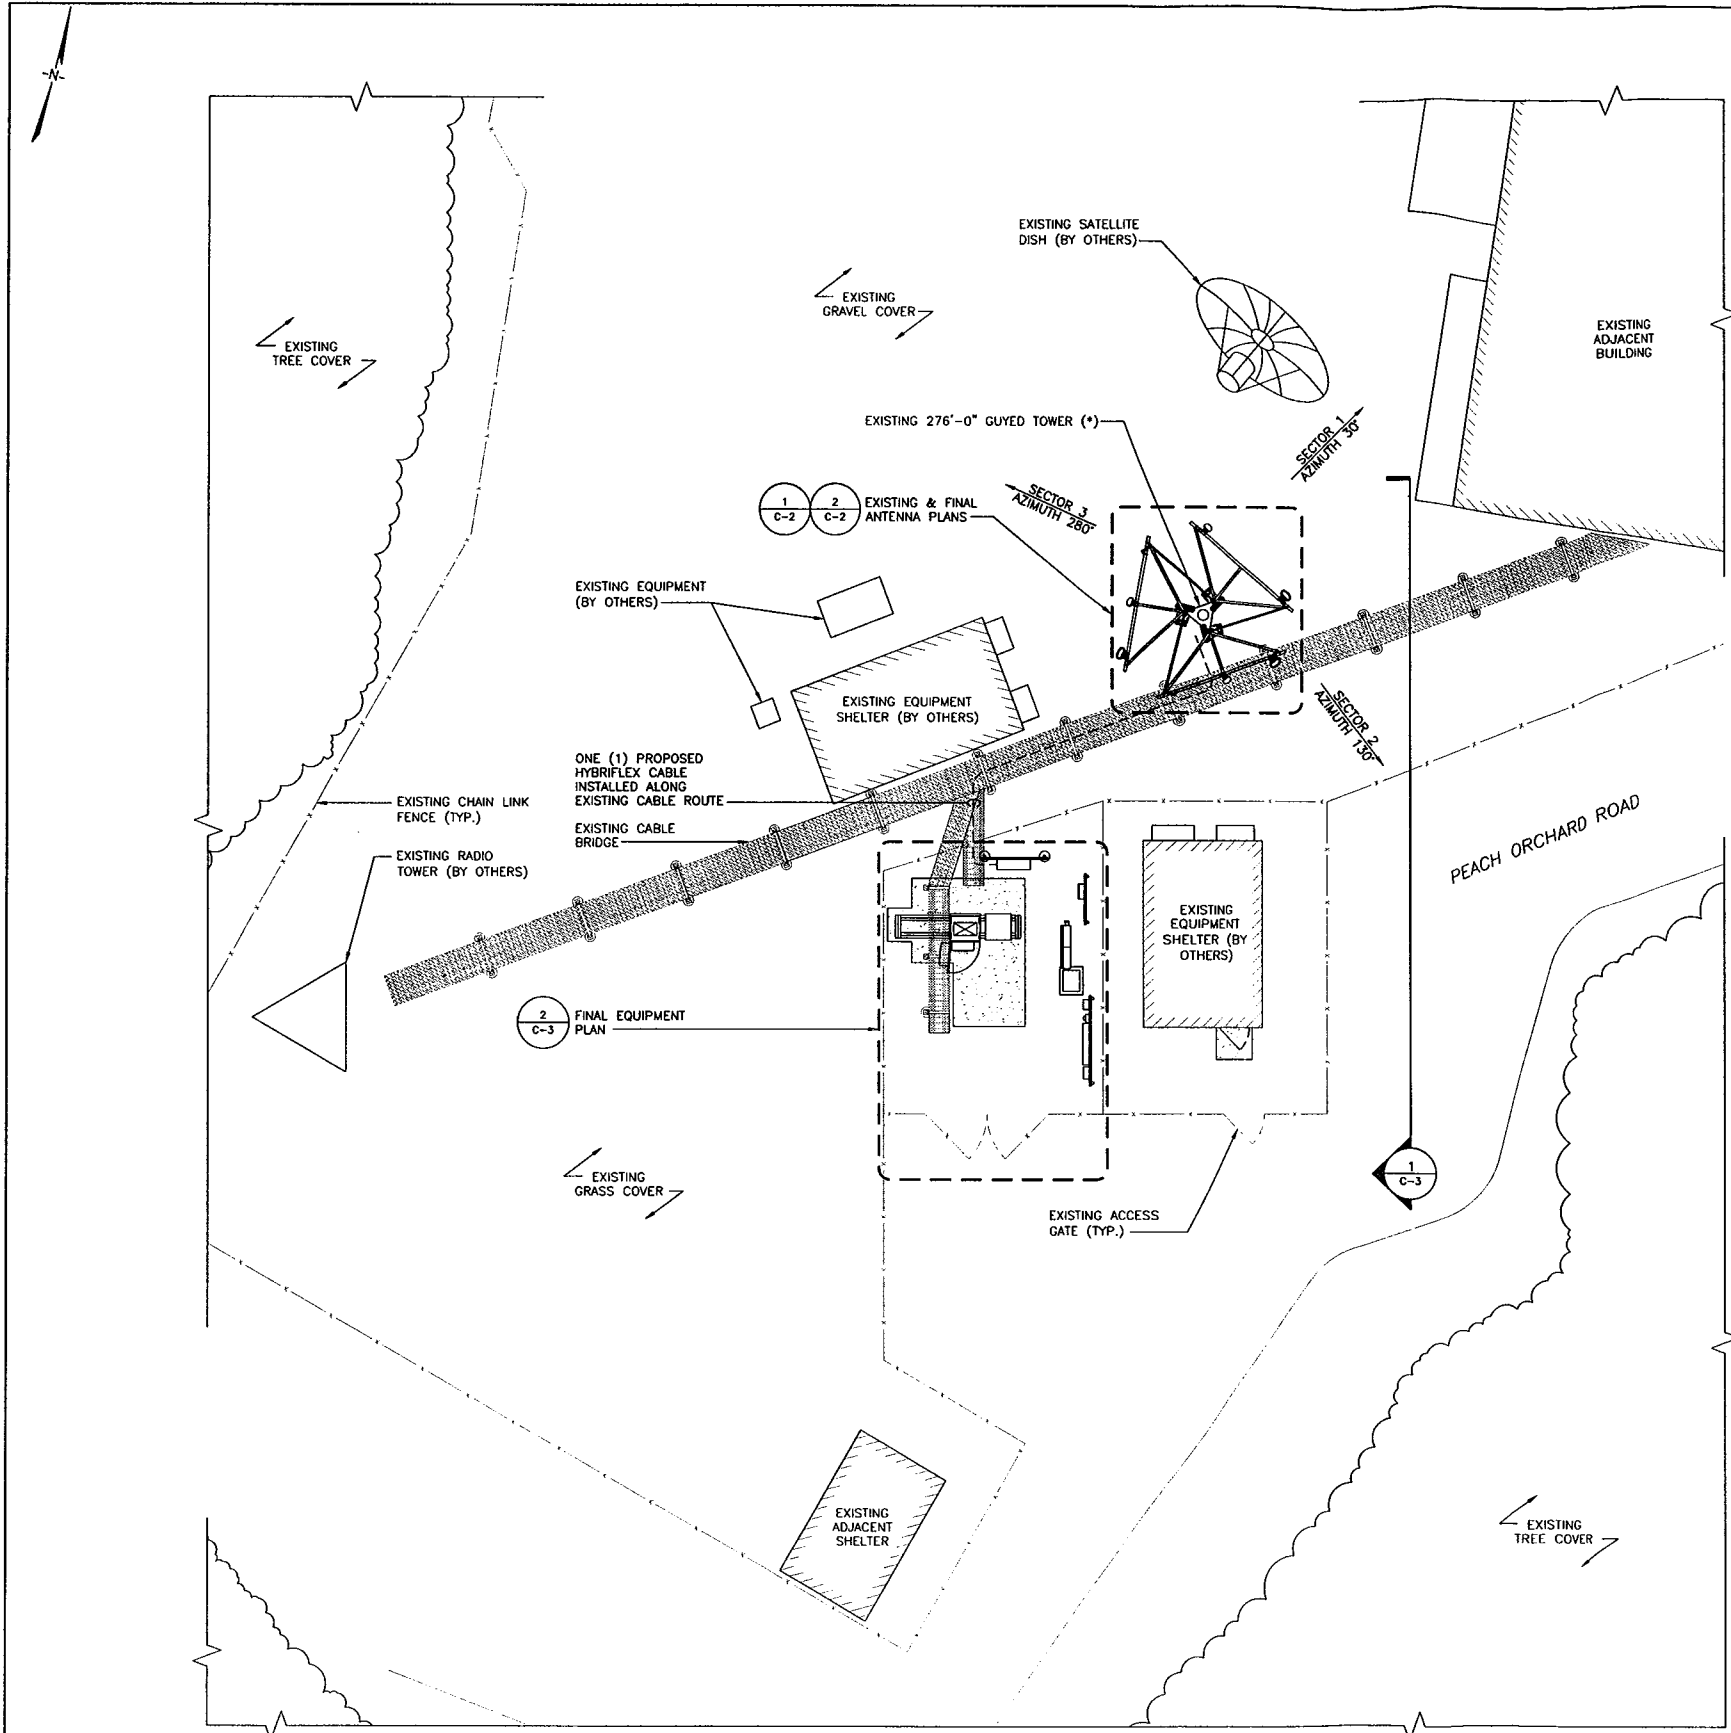 -N-
EXISTING SATELLITE
DISH (BY OTHERS)
EXISTING
GRAVEL COVER
EXISTING
TREE COVER
EXISTING
ADJACENT
BUILDING
EXISTING 276'-0" GUYED TOWER (*)
SECTOR 1
AZIMUTH 30°
SECTOR 3
AZIMUTH 280°
1
C-2
2
C-2
EXISTING & FINAL
ANTENNA PLANS
EXISTING EQUIPMENT
(BY OTHERS)
EXISTING EQUIPMENT
SHELTER (BY OTHERS)
SECTOR 2
AZIMUTH 130°
ONE (1) PROPOSED
HYBRIFLEX CABLE
INSTALLED ALONG
EXISTING CABLE ROUTE
EXISTING CHAIN LINK
FENCE (TYP.)
EXISTING CABLE
BRIDGE
PEACH ORCHARD ROAD
EXISTING RADIO
TOWER (BY OTHERS)
EXISTING
EQUIPMENT
SHELTER (BY
OTHERS)
2
C-3
FINAL EQUIPMENT
PLAN
EXISTING
GRASS COVER
1
C-3
EXISTING ACCESS
GATE (TYP.)
EXISTING
ADJACENT
SHELTER
EXISTING
TREE COVER